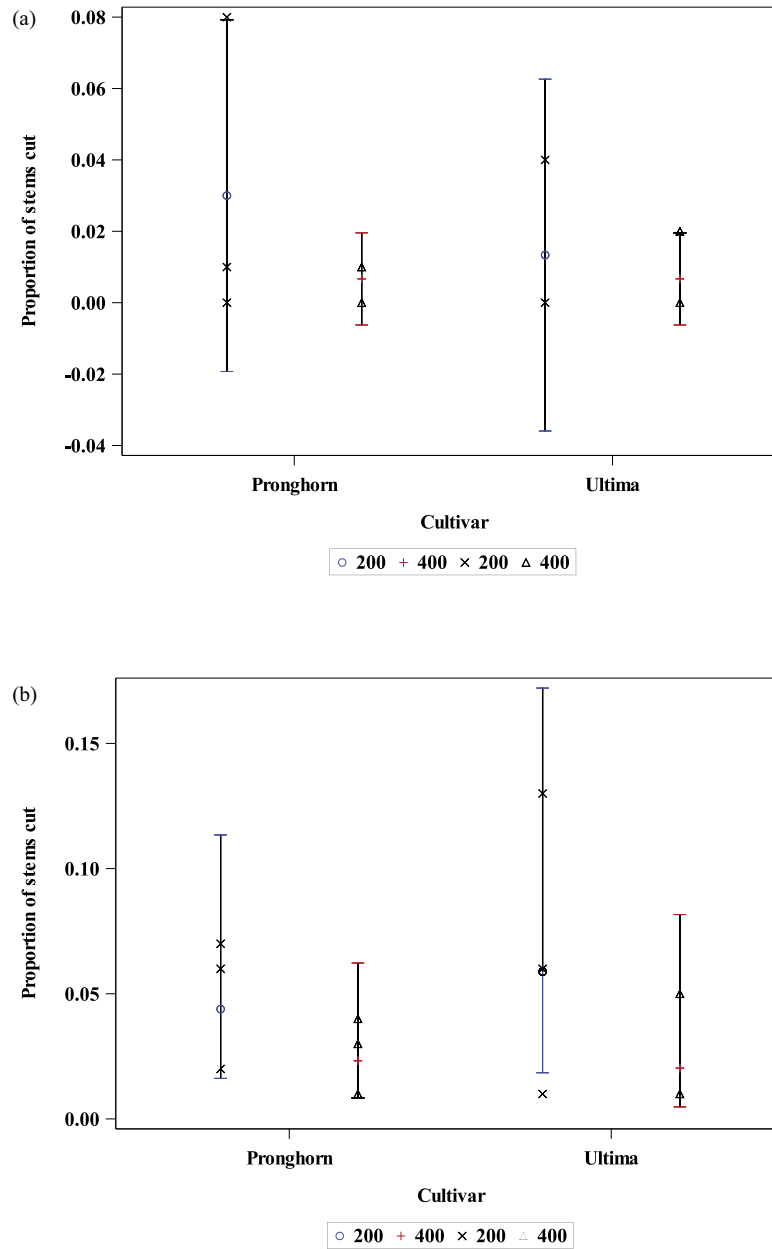 (a)
0.08
0.06
0.04
0.02
0.00
-0.02
-0.04
Proportion of stems cut
Pronghorn Ultima
Cultivar
200 400 200 400
(b)
0.15
0.10
0.05
0.00
Proportion of stems cut
Pronghorn Ultima
Cultivar
200 400 200 400